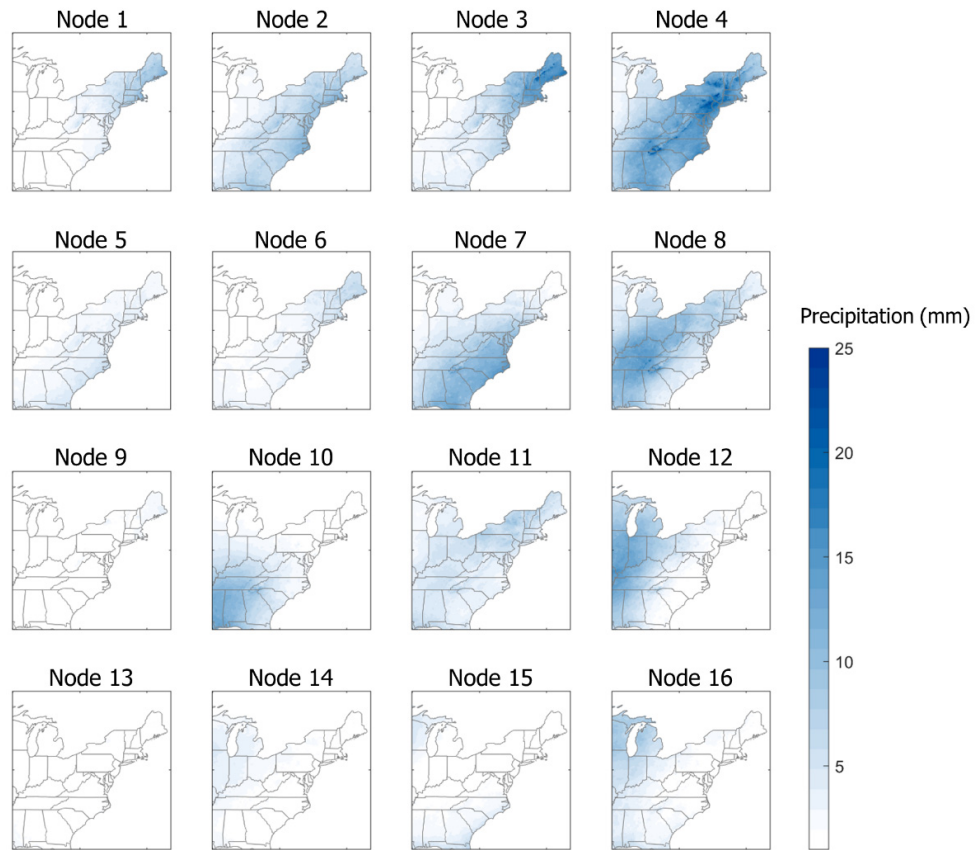 Node 1
Node 2
Node 3
Node 4
Node 5
Node 6
Node 7
Node 8
Precipitation (mm)
25
20
15
10
5
Node 9
Node 10
Node 11
Node 12
Node 13
Node 14
Node 15
Node 16